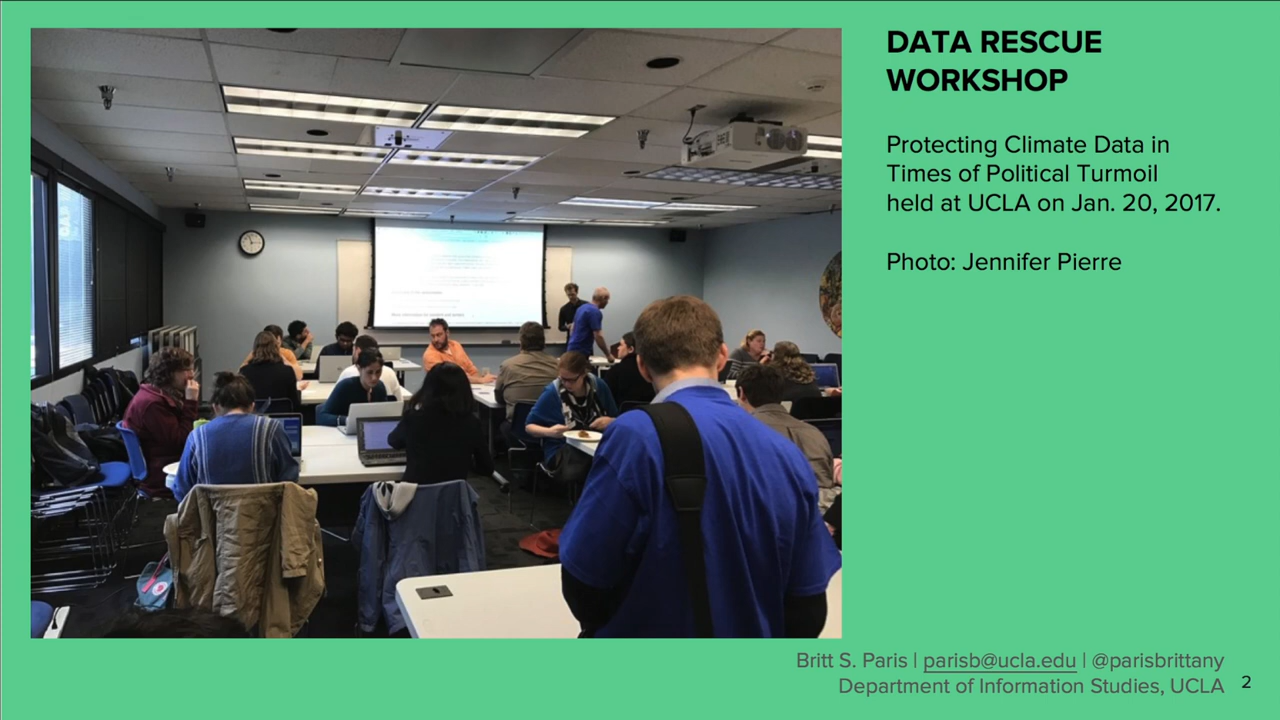 DATA RESCUE
WORKSHOP
Protecting Climate Data in
Times of Political Turmoil
held at UCLA on Jan. 20, 2017.
Photo: Jennifer Pierre
Britt S. Paris | parisb@ucla.edu | @parisbrittany
Department of Information Studies, UCLA
2